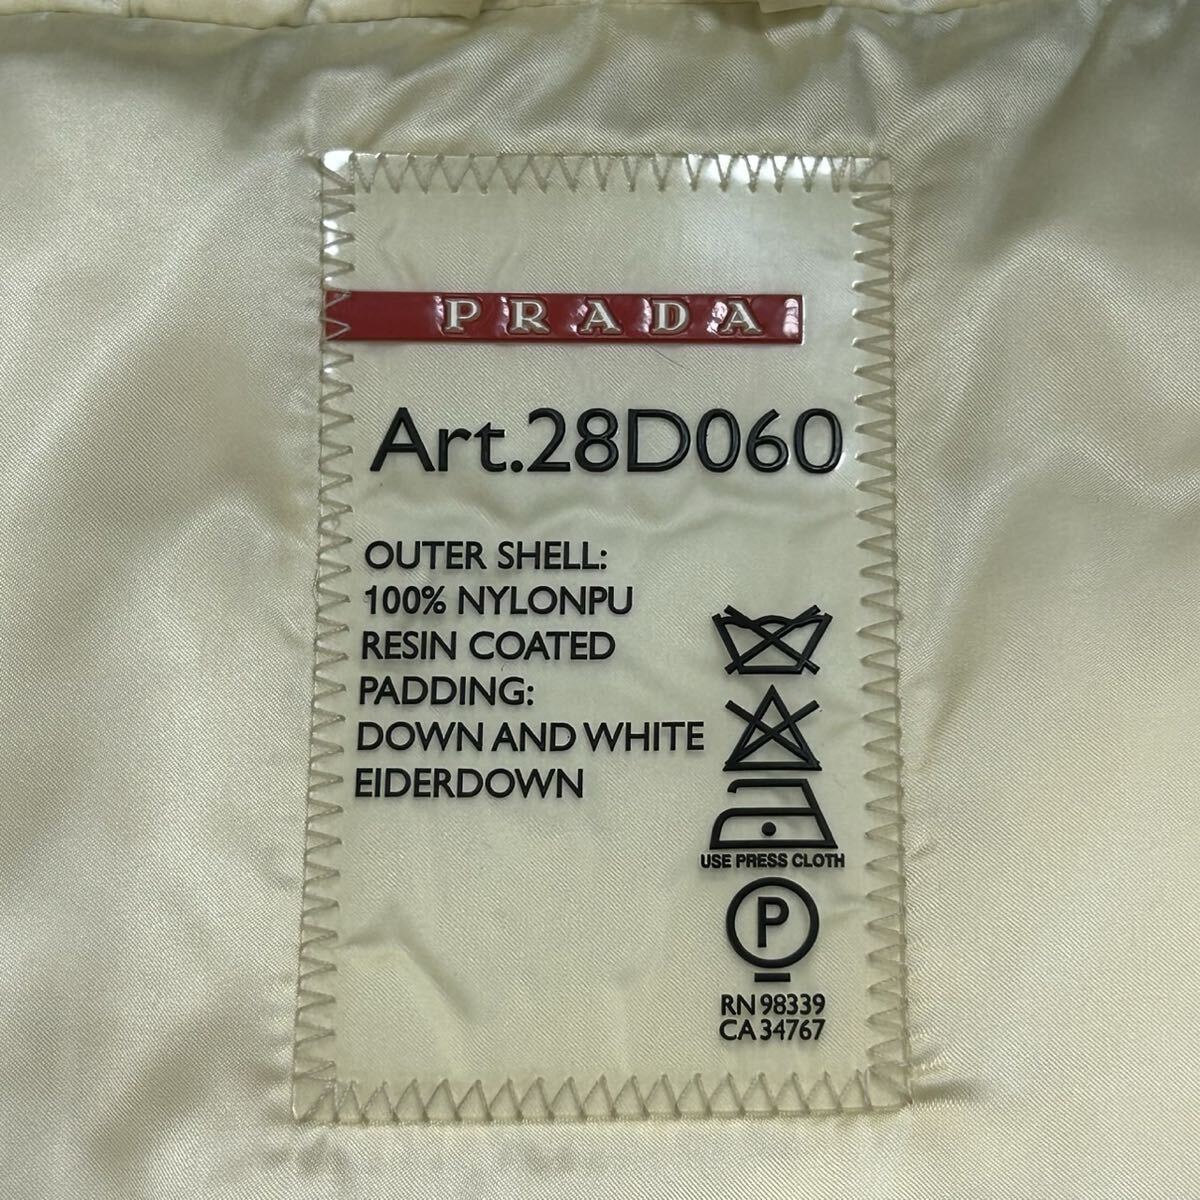 PRADA
Art.28D060
OUTER SHELL:
100% NYLONPU
RESIN COATED
PADDING:
DOWN AND WHITE
EIDERDOWN
USE PRESS CLOTH
P
RN 98339
CA 34767